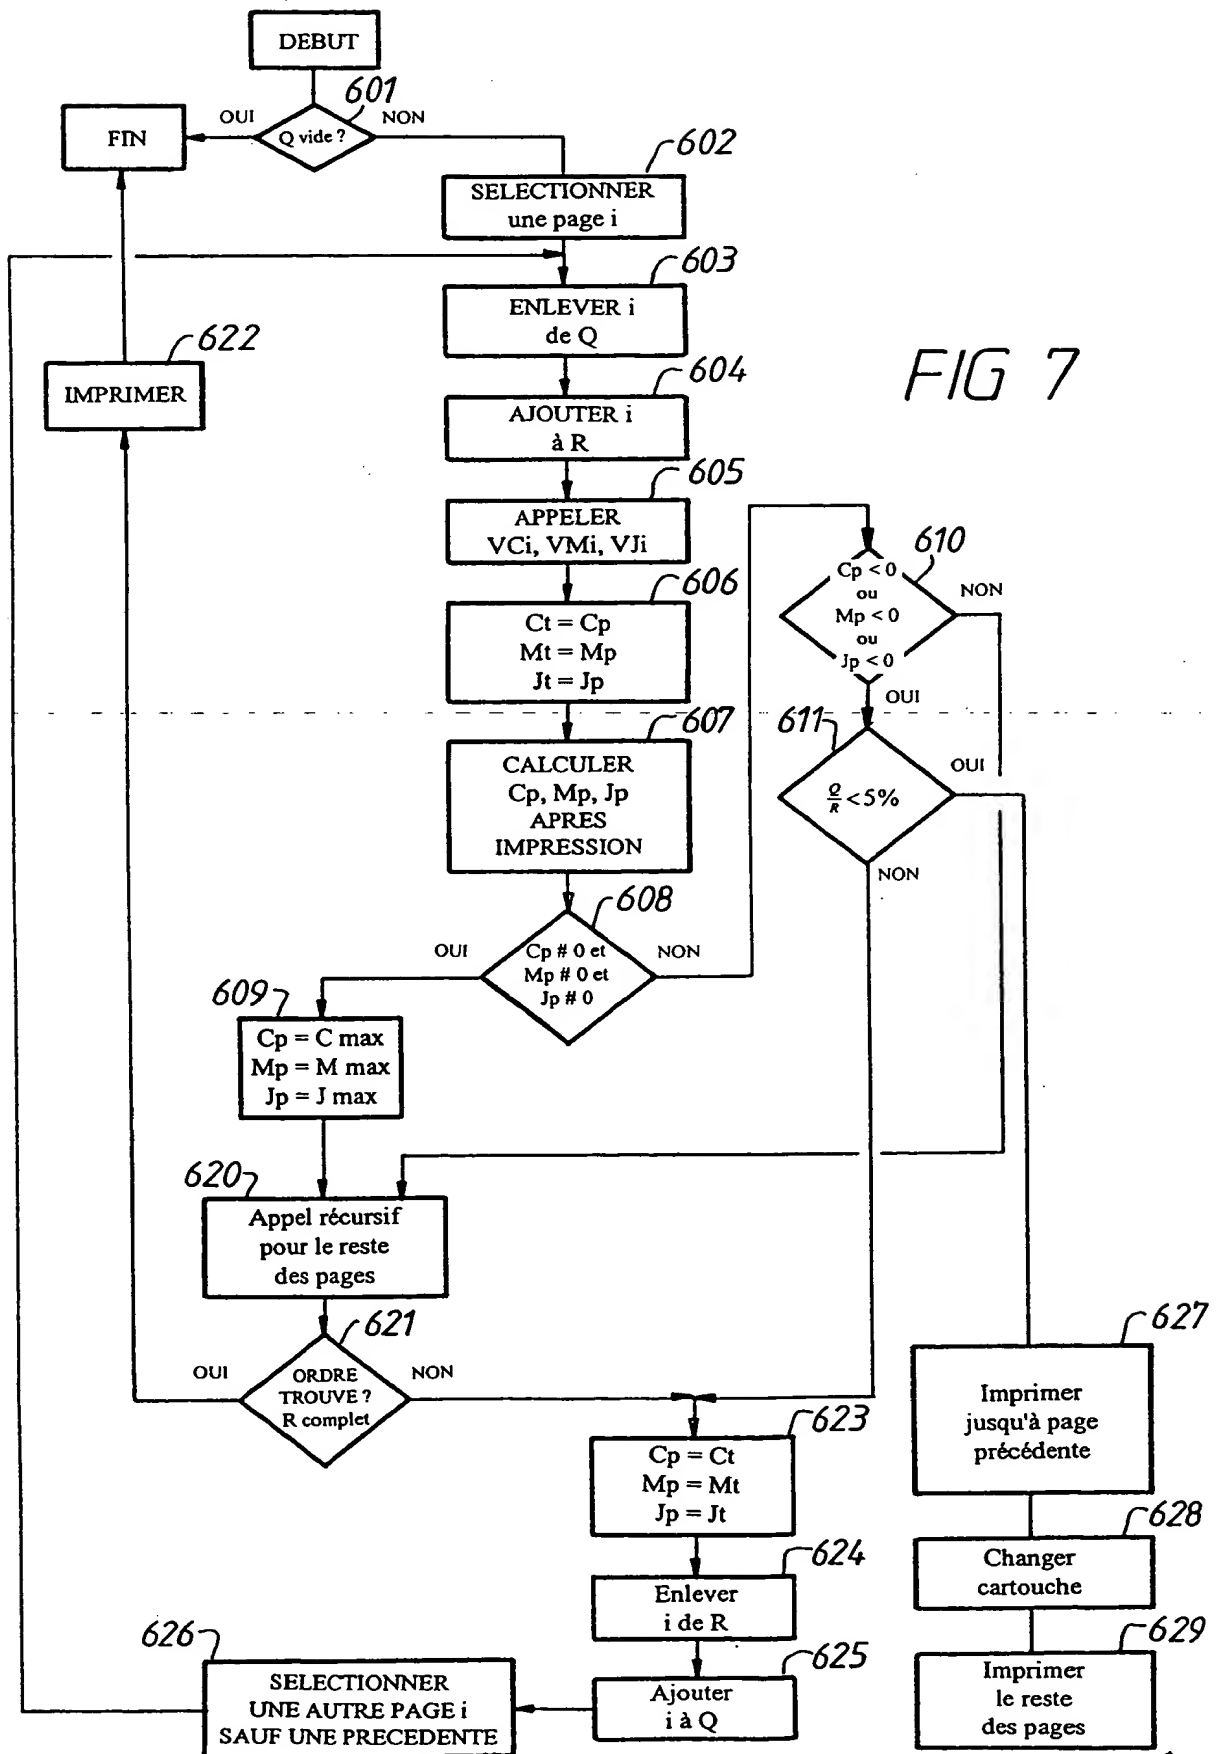 DEBUT
601
OUI
NON
FIN
Q vide ?
602
SELECTIONNER
une page i
603
ENLEVER i
de Q
622
IMPRIMER
FIG 7
604
AJOUTER i
à R
605
APPELER
VCi, VMi, VJi
610
Cp < 0
ou
Mp < 0
ou
Jp < 0
NON
OUI
606
Ct = Cp
Mt = Mp
Jt = Jp
607
CALCULER
Cp, Mp, Jp
APRES
IMPRESSION
611
Q/R < 5%
OUI
NON
608
OUI
Cp # 0 et
Mp # 0 et
Jp # 0
NON
609
Cp = C max
Mp = M max
Jp = J max
620
Appel récursif
pour le reste
des pages
621
OUI
ORDRE
TROUVE ?
R complet
NON
623
Cp = Ct
Mp = Mt
Jp = Jt
627
Imprimer
jusqu'à page
précédente
628
Changer
cartouche
624
Enlever
i de R
629
Imprimer
le reste
des pages
625
Ajouter
i à Q
626
SELECTIONNER
UNE AUTRE PAGE i
SAUF UNE PRECEDENTE